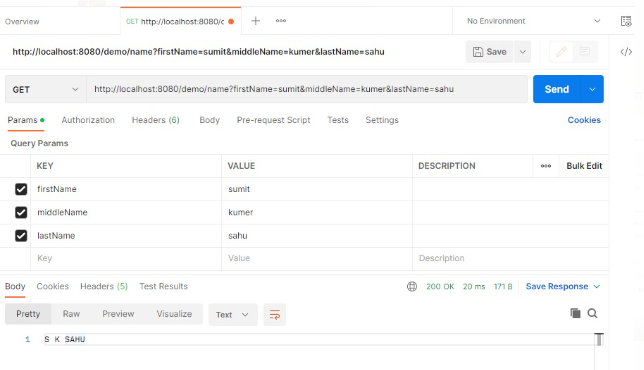 Overview
GET http://localhost:8080/c
No Environment
http://localhost:8080/demo/name?firstName=sumit&middleName=kumer&lastName=sahu
Save
GET
http://localhost:8080/demo/name?firstName=sumit&middleName=kumer&lastName=sahu
Send
Params Authorization Headers (6) Body Pre-request Script Tests Settings Cookies
Query Params
KEY VALUE DESCRIPTION Bulk Edit
firstName sumit
middleName kumer
lastName sahu
Key Value Description
Body Cookies Headers (5) Test Results 200 OK 20 ms 171 B Save Response
Pretty Raw Preview Visualize Text
1 S K SAHU